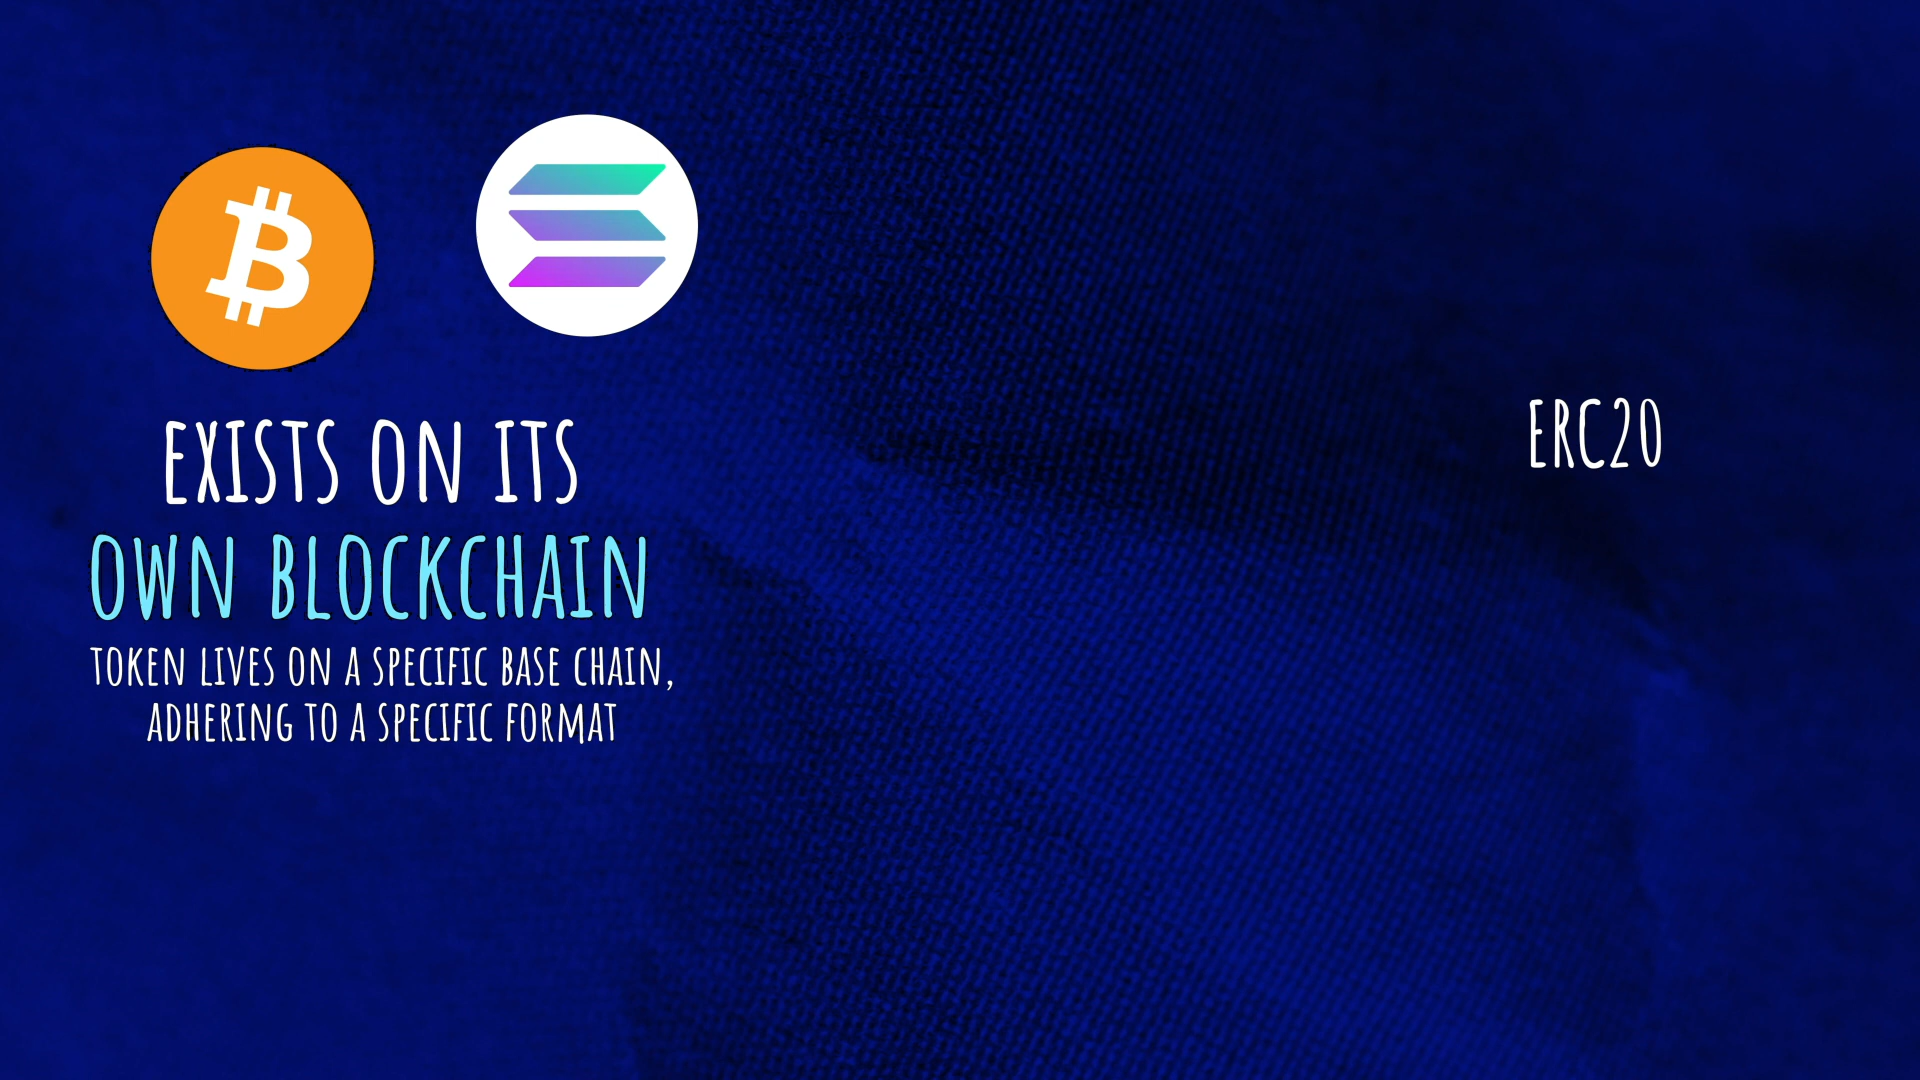 EXISTS ON ITS
OWN BLOCKCHAIN
TOKEN LIVES ON A SPECIFIC BASE CHAIN,
ADHERING TO A SPECIFIC FORMAT
ERC20